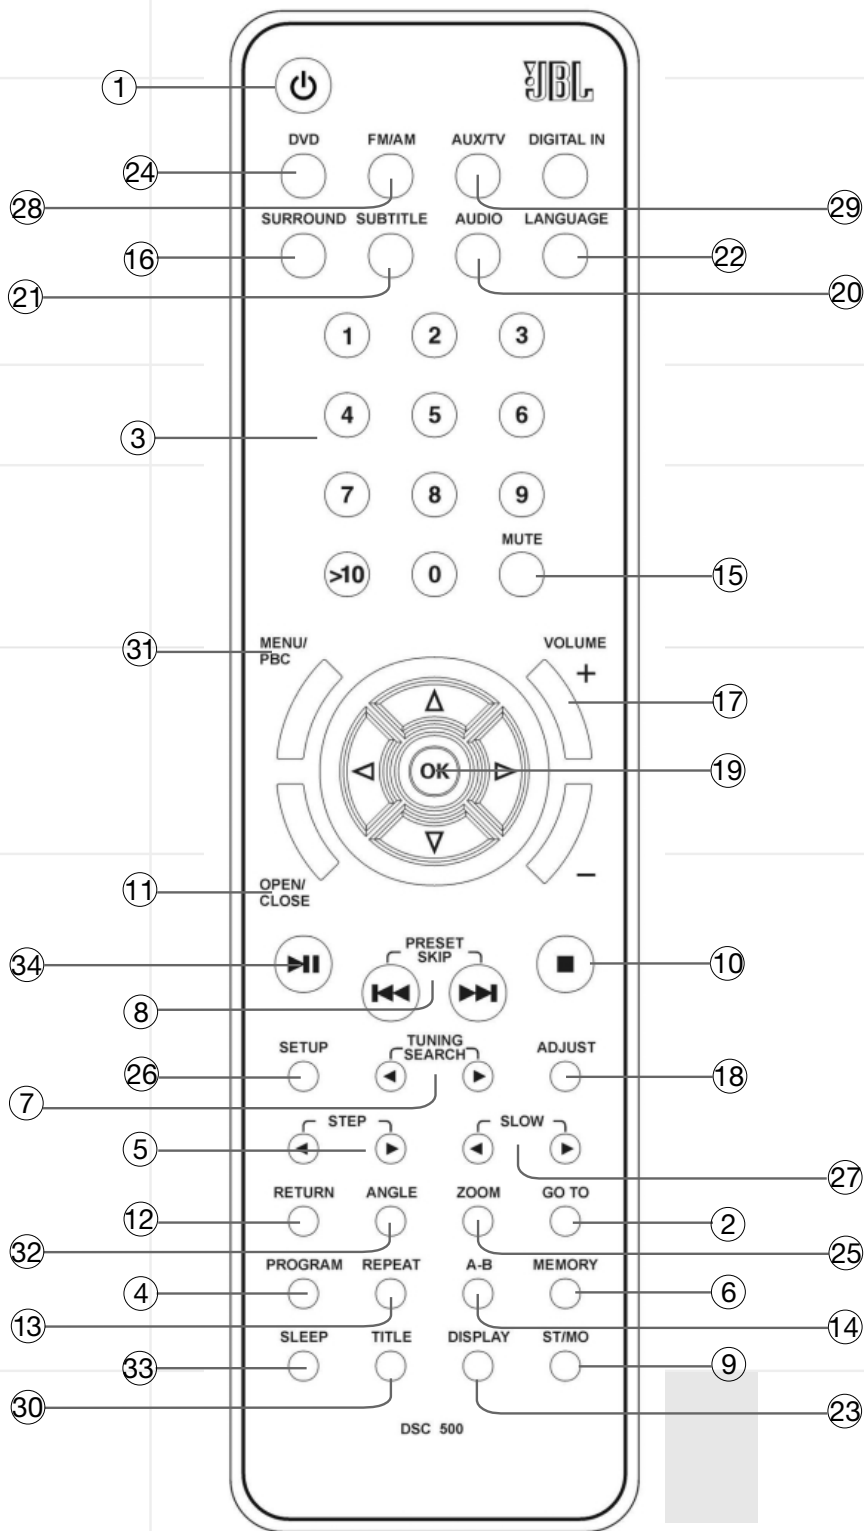 1 JBL
DVD FM/AM AUX/TV DIGITAL IN
24
28 29
SURROUND SUBTITLE AUDIO LANGUAGE
16 22
21 20
1 2 3
3
4 5 6
7 8 9
MUTE
>10 0 15
31 MENU/
PBC
VOLUME
+
17
OK 19
11 OPEN/
CLOSE
–
34 PRESET
SKIP 10
8
SETUP TUNING
SEARCH ADJUST
26 18
7
STEP SLOW
5 27
RETURN ANGLE ZOOM GO TO
12 2
32 25
PROGRAM REPEAT A-B MEMORY
4 6
13 14
SLEEP TITLE DISPLAY ST/MO
33 9
30 23
DSC 500